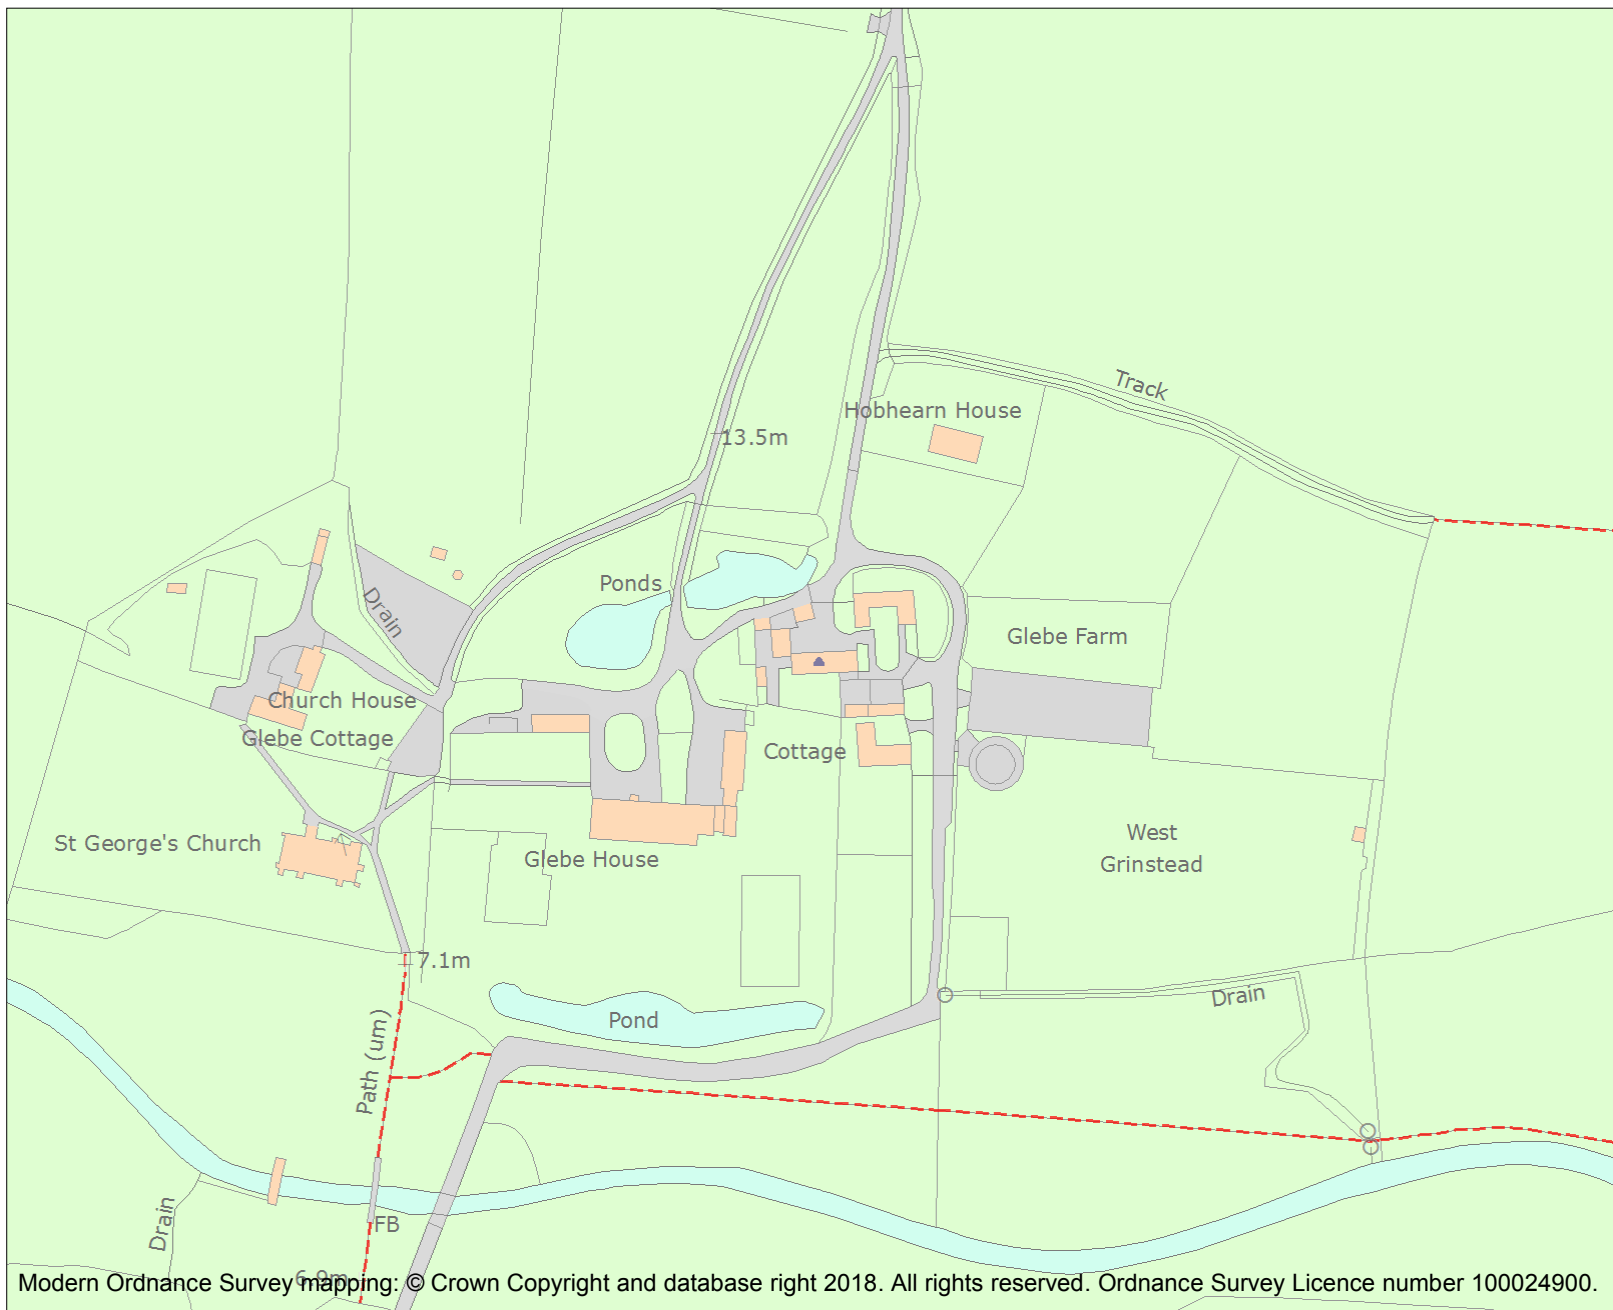 Track
Hobhearn House
13.5m
Ponds
Drain
Glebe Farm
Church House
Glebe Cottage
Cottage
St George's Church
West
Grinstead
Glebe House
7.1m
Drain
Pond
Path (um)
Drain
FB
6.9m
Modern Ordnance Survey mapping: © Crown Copyright and database right 2018. All rights reserved. Ordnance Survey Licence number 100024900.